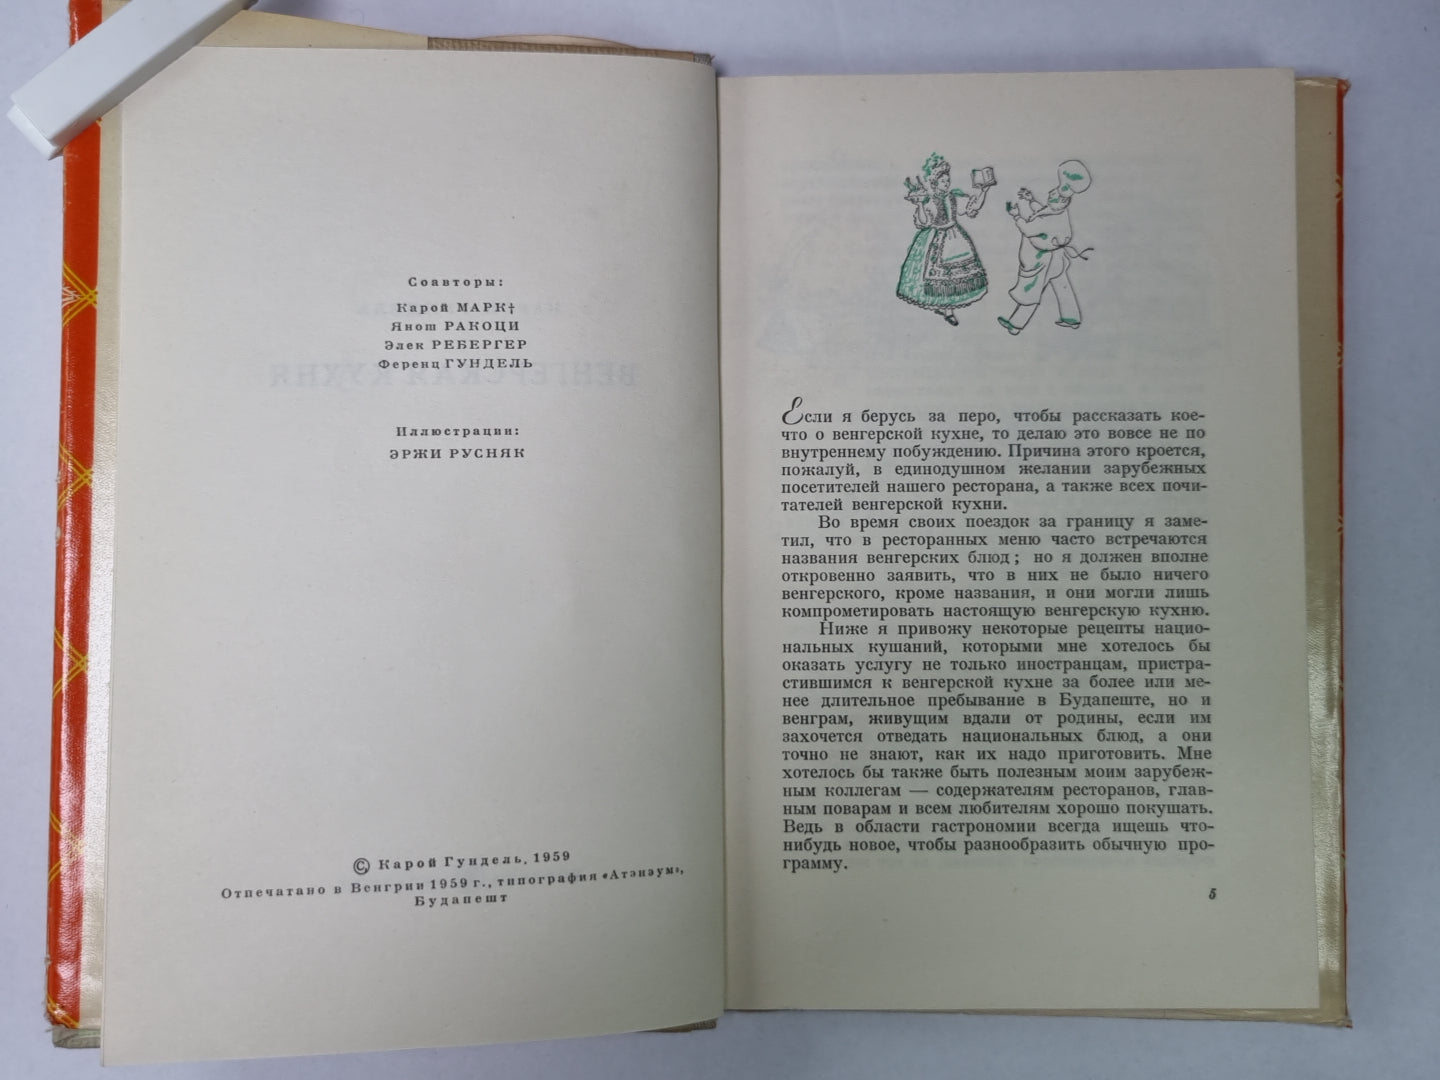 Соавторы:
Карой МАРК†
Янош РАКОЦИ
Элек РЕБЕРГЕР
Ференц ГУНДЕЛЬ
Иллюстрации:
ЭРЖИ РУСНЯК
© Карой Гундель, 1959
Отпечатано в Венгрии 1959 г., типография «Атэнэум»,
Будапешт
Если я берусь за перо, чтобы рассказать кое-
что о венгерской кухне, то делаю это вовсе не по
внутреннему побуждению. Причина этого кроется,
пожалуй, в единодушном желании зарубежных
посетителей нашего ресторана, а также всех почи-
тателей венгерской кухни.
Во время своих поездок за границу я заме-
тил, что в ресторанных меню часто встречаются
названия венгерских блюд; но я должен вполне
откровенно заявить, что в них не было ничего
венгерского, кроме названия, и они могли лишь
компрометировать настоящую венгерскую кухню.
Ниже я привожу некоторые рецепты нацио-
нальных кушаний, которыми мне хотелось бы
оказать услугу не только иностранцам, пристра-
стившимся к венгерской кухне за более или ме-
нее длительное пребывание в Будапеште, но и
венграм, живущим вдали от родины, если им
захочется отведать национальных блюд, а они
точно не знают, как их надо приготовить. Мне
хотелось бы также быть полезным моим зарубеж-
ным коллегам — содержателям ресторанов, глав-
ным поварам и всем любителям хорошо покушать.
Ведь в области гастрономии всегда ищешь что-
нибудь новое, чтобы разнообразить обычную про-
грамму.
5